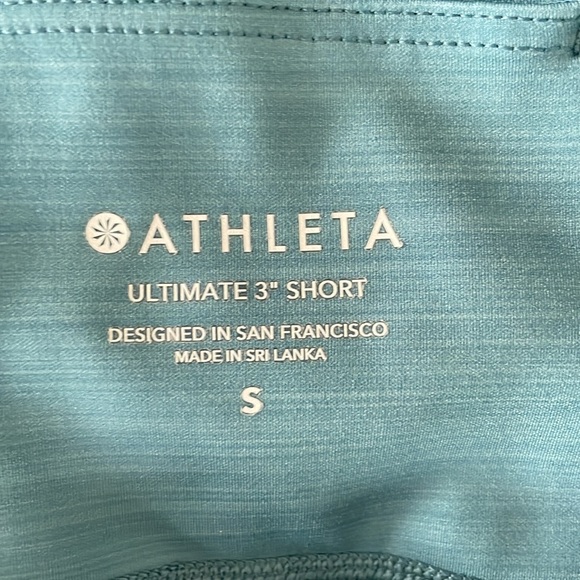 ATHLETA
ULTIMATE 3" SHORT
DESIGNED IN SAN FRANCISCO
MADE IN SRI LANKA
S